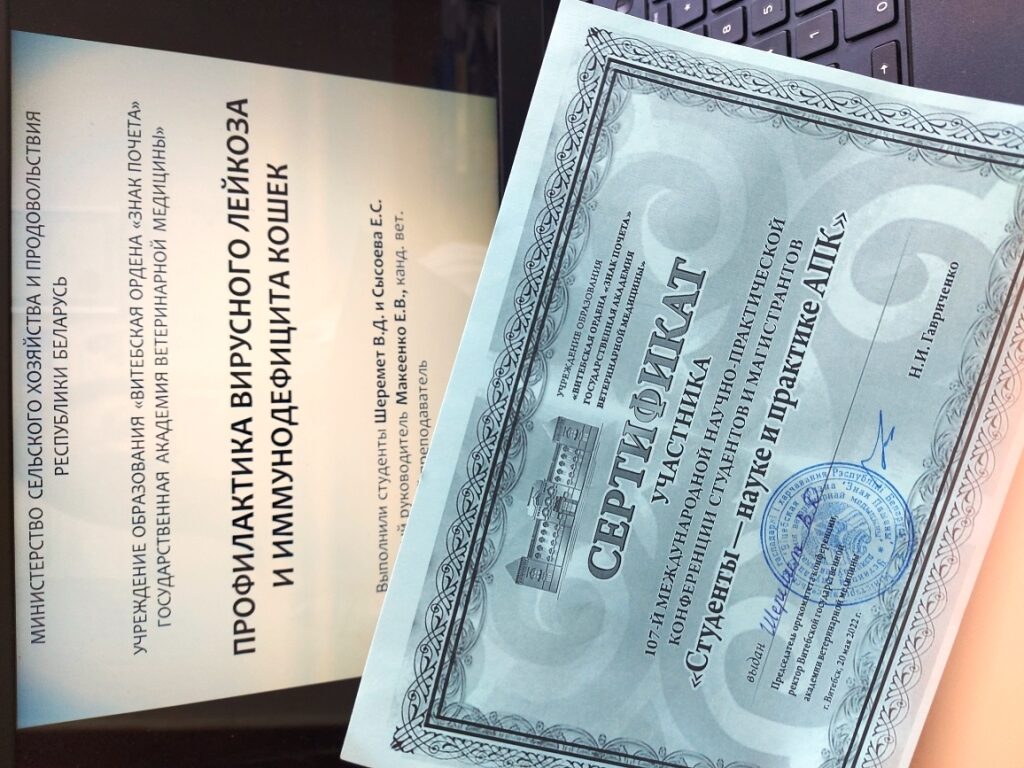 МИНИСТЕРСТВО СЕЛЬСКОГО ХОЗЯЙСТВА И ПРОДОВОЛЬСТВИЯ
РЕСПУБЛИКИ БЕЛАРУСЬ
УЧРЕЖДЕНИЕ ОБРАЗОВАНИЯ «ВИТЕБСКАЯ ОРДЕНА «ЗНАК ПОЧЕТА»
ГОСУДАРСТВЕННАЯ АКАДЕМИЯ ВЕТЕРИНАРНОЙ МЕДИЦИНЫ»
ПРОФИЛАКТИКА ВИРУСНОГО ЛЕЙКОЗА
И ИММУНОДЕФИЦИТА КОШЕК
Выполнили студенты Шеремет В.Д. и Сысоева Е.С.
й руководитель Макеенко Е.В., канд. вет.
реподаватель
УЧРЕЖДЕНИЕ ОБРАЗОВАНИЯ
«ВИТЕБСКАЯ ОРДЕНА «ЗНАК ПОЧЕТА»
ГОСУДАРСТВЕННАЯ АКАДЕМИЯ
ВЕТЕРИНАРНОЙ МЕДИЦИНЫ»
СЕРТИФИКАТ
УЧАСТНИКА
107-Й МЕЖДУНАРОДНОЙ НАУЧНО-ПРАКТИЧЕСКОЙ
КОНФЕРЕНЦИИ СТУДЕНТОВ И МАГИСТРАНТОВ
«Студенты — науке и практике АПК»
выдан Шеремет В.Д.
Председатель оргкомитета конференции,
ректор Витебской государственной
академии ветеринарной медицины
Н.И. Гавриченко
г. Витебск, 20 мая 2022 г.